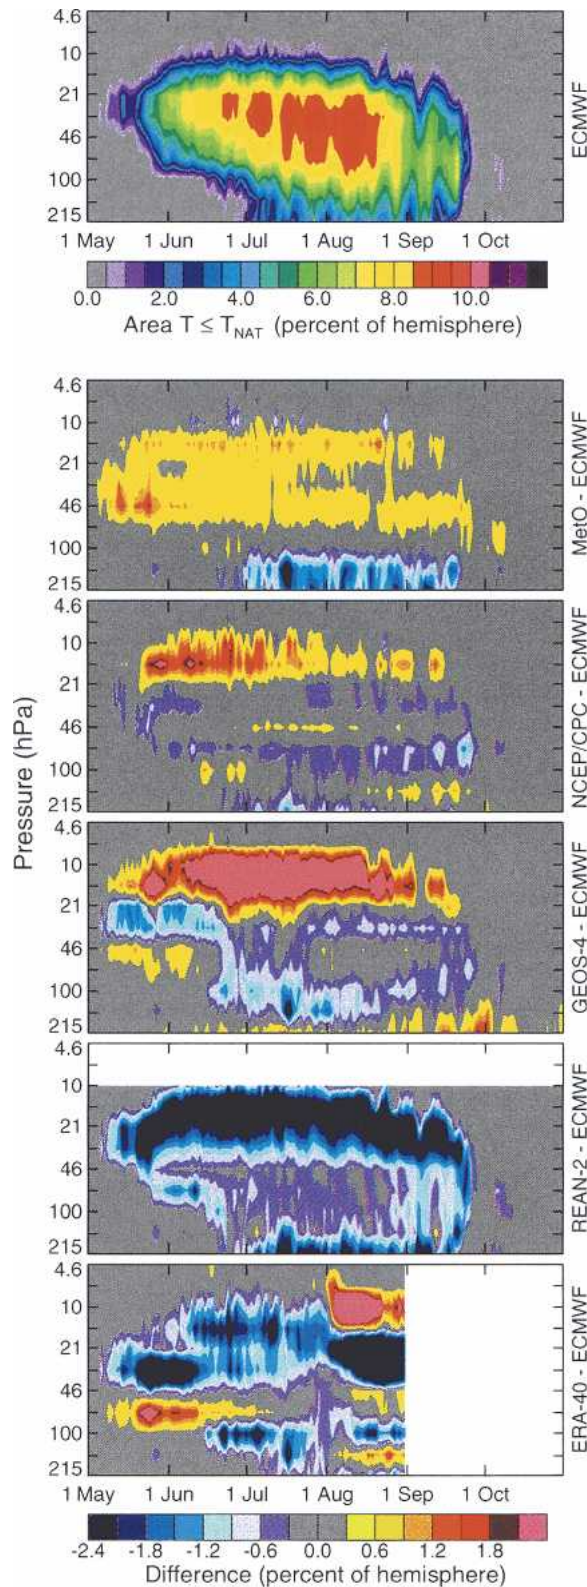 4.6
10
21
46
100
215
ECMWF
1 May 1 Jun 1 Jul 1 Aug 1 Sep 1 Oct
0.0 2.0 4.0 6.0 8.0 10.0
Area T ≤ TNAT (percent of hemisphere)
Pressure (hPa)
4.6
10
21
46
100
215
MetO - ECMWF
4.6
10
21
46
100
215
NCEP/CPC - ECMWF
4.6
10
21
46
100
215
GEOS-4 - ECMWF
4.6
10
21
46
100
215
REAN-2 - ECMWF
4.6
10
21
46
100
215
ERA-40 - ECMWF
1 May 1 Jun 1 Jul 1 Aug 1 Sep 1 Oct
-2.4 -1.8 -1.2 -0.6 0.0 0.6 1.2 1.8
Difference (percent of hemisphere)